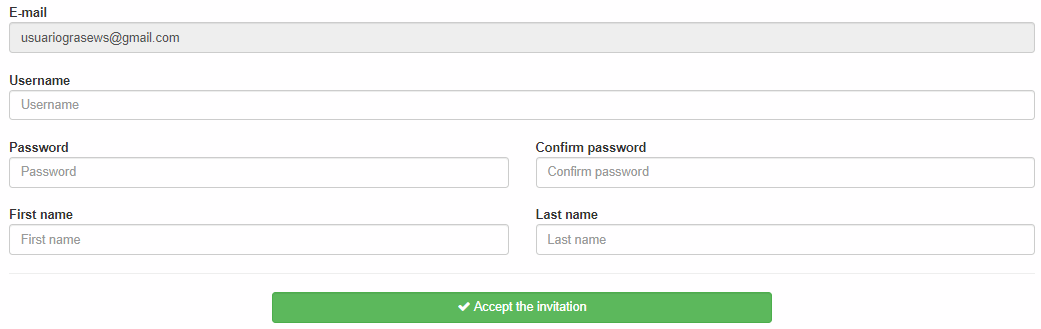 E-mail
usuariograsews@gmail.com
Username
Username
Password Confirm password
Password Confirm password
First name Last name
First name Last name
Accept the invitation